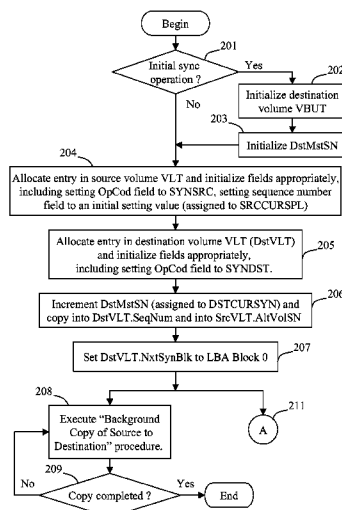 Begin
201
Initial sync
operation ?
Yes
202
No
Initialize destination
volume VBUT
203
Initialize DstMstSN
204
Allocate entry in source volume VLT and initialize fields appropriately,
including setting OpCod field to SYNSRC, setting sequence number
field to an initial setting value (assigned to SRCCURSPL)
Allocate entry in destination volume VLT (DstVLT)
and initialize fields appropriately,
including setting OpCod field to SYNDST.
205
Increment DstMstSN (assigned to DSTCURSYN) and
copy into DstVLT.SeqNum and into SrcVLT.AltVolSN
206
Set DstVLT.NxtSynBlk to LBA Block 0
207
208
Execute “Background
Copy of Source to
Destination” procedure.
A
211
209
No
Copy completed ?
Yes
End